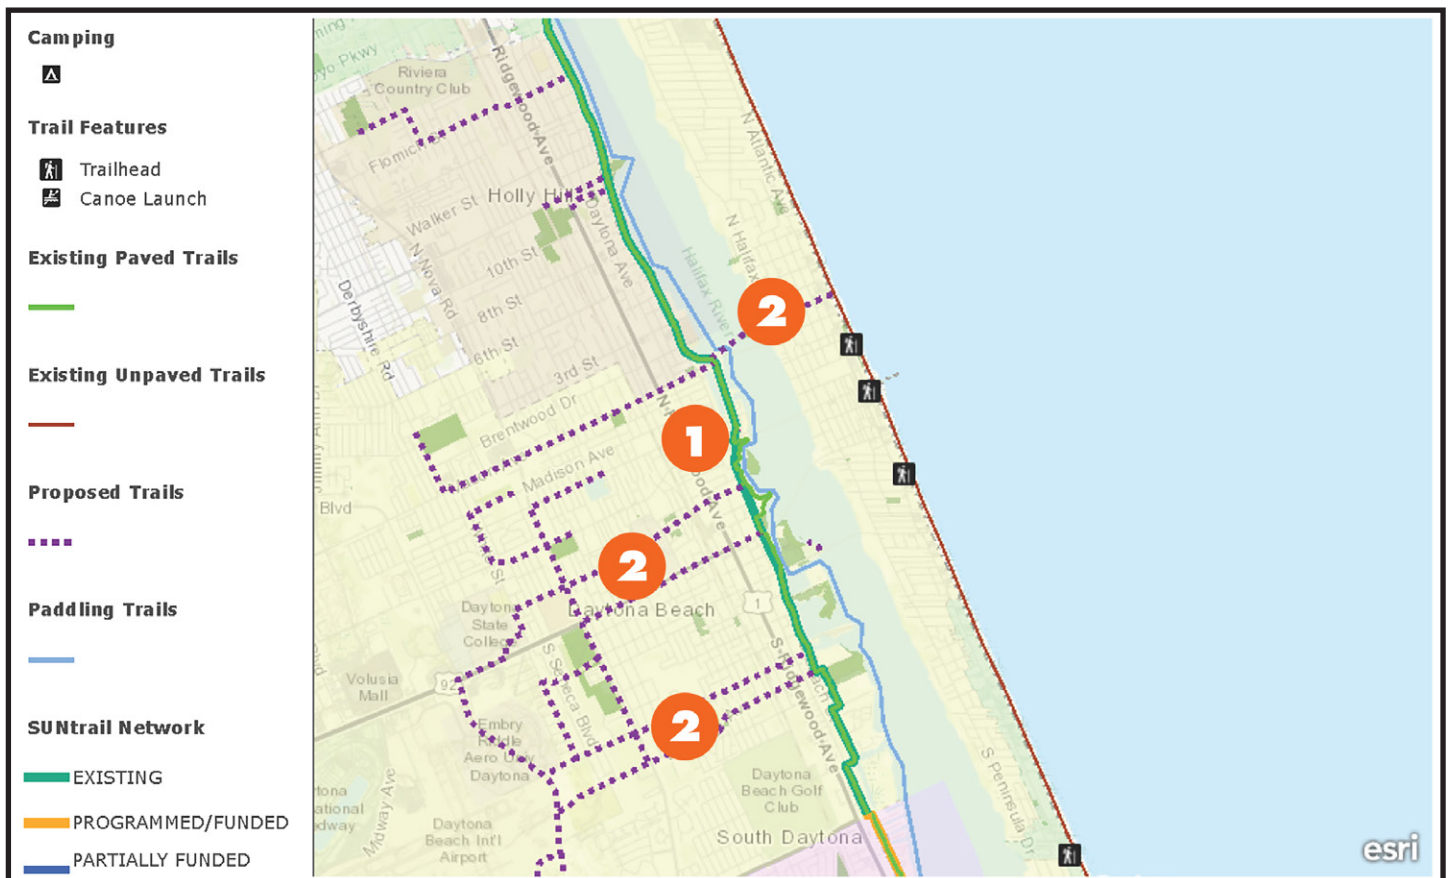 Camping
Trail Features
Trailhead
Canoe Launch
Existing Paved Trails
Existing Unpaved Trails
Proposed Trails
Paddling Trails
SUNtrail Network
EXISTING
PROGRAMMED/FUNDED
PARTIALLY FUNDED
Riviera
Country Club
Ridgewood Ave
Holly Hill
Walker St
Daytona Ave
10th St
N Nova Rd
8th St
6th St
3rd St
Derbyshire Rd
N Atlantic Ave
N Halifax
Halifax River
2
1
Brentwood Dr
Madison Ave
Blvd
2
Daytona
State
College
Daytona Beach
1
S Ridgewood Ave
Volusia
Mall
92
S Seneca Blvd
2
Embry
Riddle
Aero Univ
Daytona
Midway Ave
Daytona
Beach Int'l
Airport
Daytona
Beach Golf
Club
South Daytona
S Peninsula Dr
esri